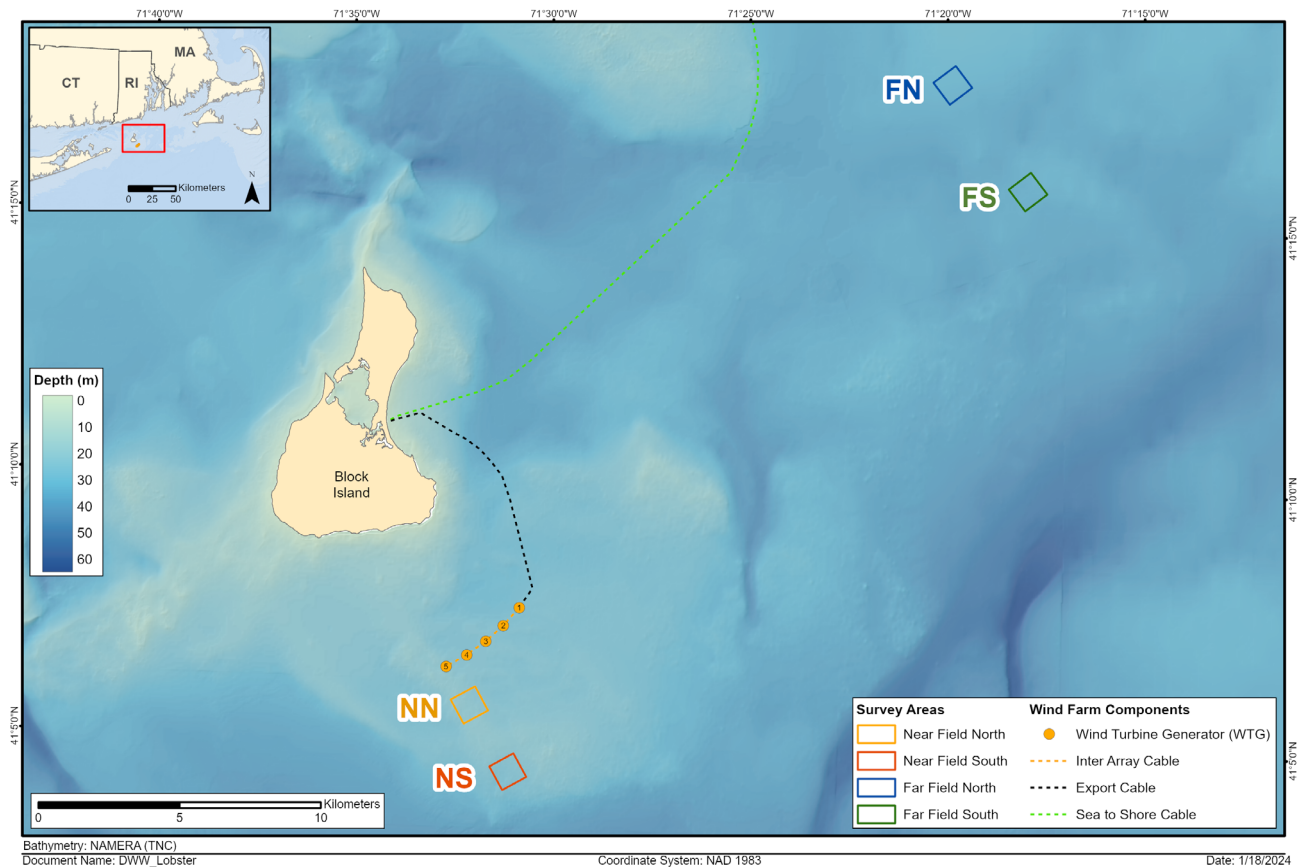 71°40'0"W
71°35'0"W
71°30'0"W
71°25'0"W
71°20'0"W
71°15'0"W
CT
RI
MA
N
Kilometers
0 25 50
FN
FS
41°15'0"N
41°15'0"N
Depth (m)
0
10
20
30
40
50
60
Block
Island
41°10'0"N
41°10'0"N
1
2
3
4
5
NN
NS
41°5'0"N
41°5'0"N
Kilometers
0 5 10
Survey Areas
Near Field North
Near Field South
Far Field North
Far Field South
Wind Farm Components
Wind Turbine Generator (WTG)
Inter Array Cable
Export Cable
Sea to Shore Cable
Bathymetry: NAMERA (TNC)
Document Name: DWW_Lobster
Coordinate System: NAD 1983
Date: 1/18/2024